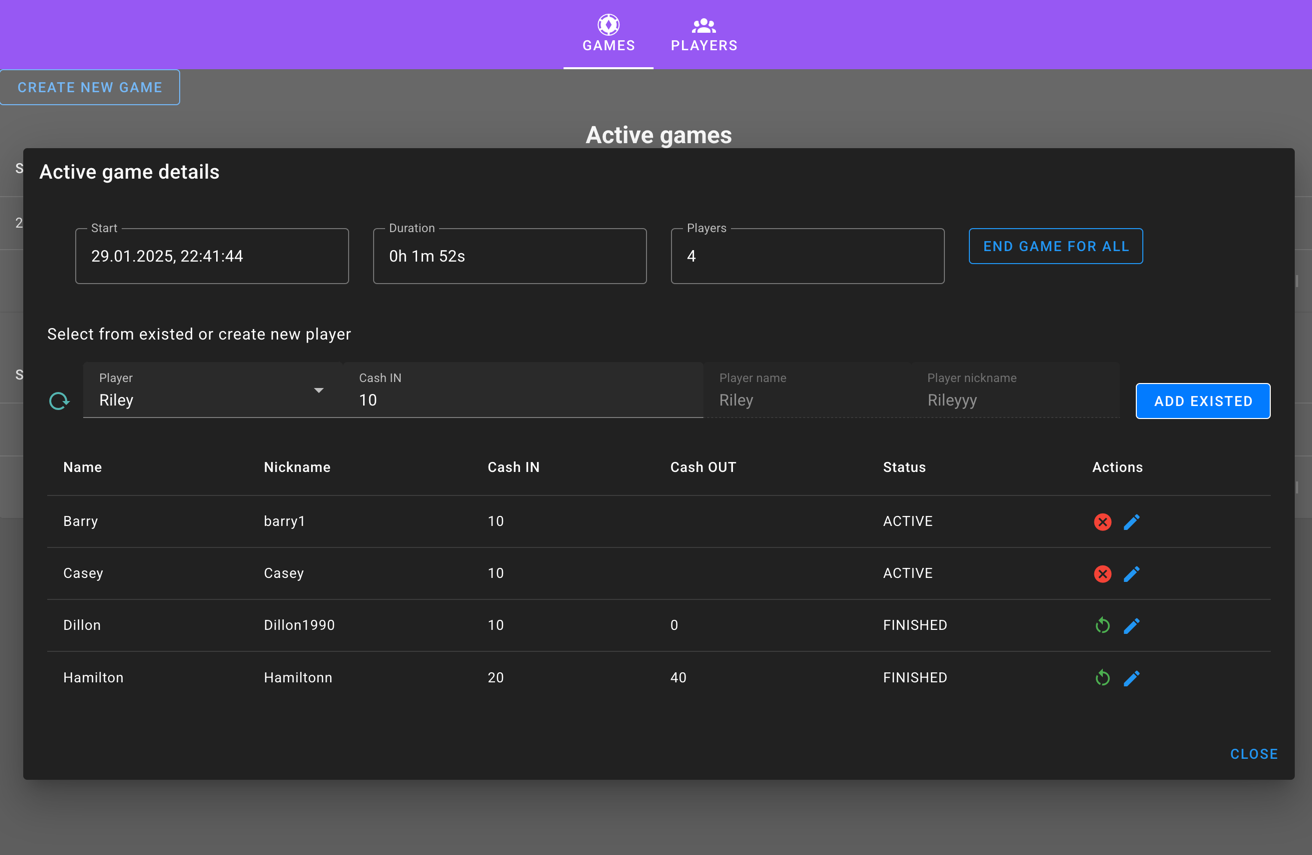 GAMES
PLAYERS
CREATE NEW GAME
Active games
S
Active game details
2
Start
Duration
Players
29.01.2025, 22:41:44
0h 1m 52s
4
END GAME FOR ALL
Select from existed or create new player
S
Player
Cash IN
Player name
Player nickname
Riley
10
Riley
Rileyyy
ADD EXISTED
Name Nickname Cash IN Cash OUT Status Actions
Barry barry1 10 ACTIVE
Casey Casey 10 ACTIVE
Dillon Dillon1990 10 0 FINISHED
Hamilton Hamiltonn 20 40 FINISHED
CLOSE